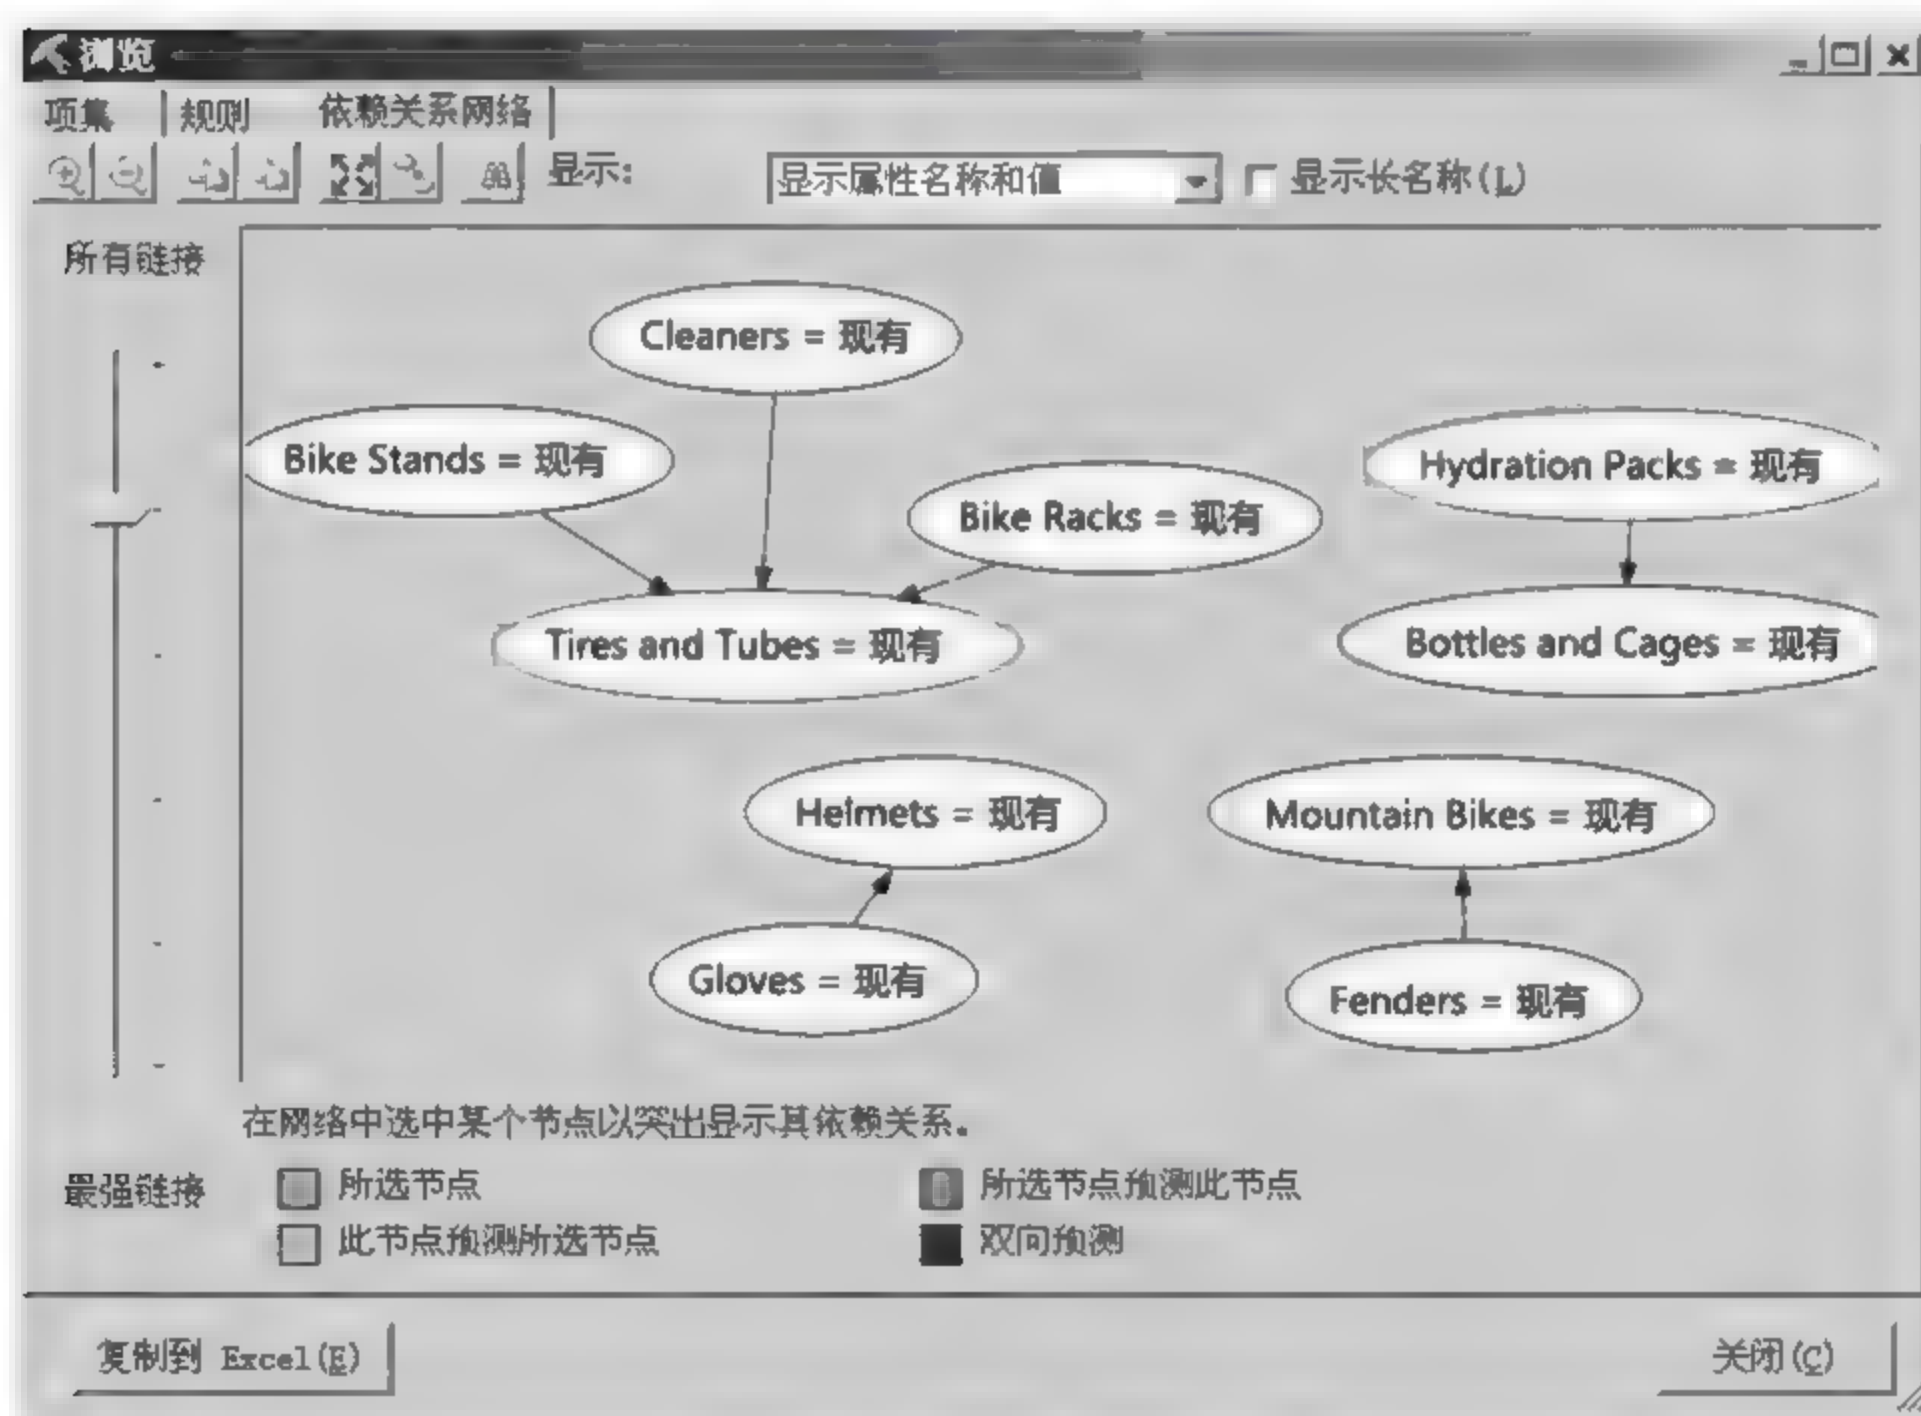 浏览
项集 规则 依赖关系网络
显示: 显示属性名称和值 显示长名称(L)
所有链接
Cleaners = 现有
Bike Stands = 现有
Hydration Packs = 现有
Bike Racks = 现有
Tires and Tubes = 现有
Bottles and Cages = 现有
Helmets = 现有
Mountain Bikes = 现有
Gloves = 现有
Fenders = 现有
在网络中选中某个节点以突出显示其依赖关系。
最强链接
所选节点 所选节点预测此节点
此节点预测所选节点 双向预测
复制到 Excel(E) 关闭(C)